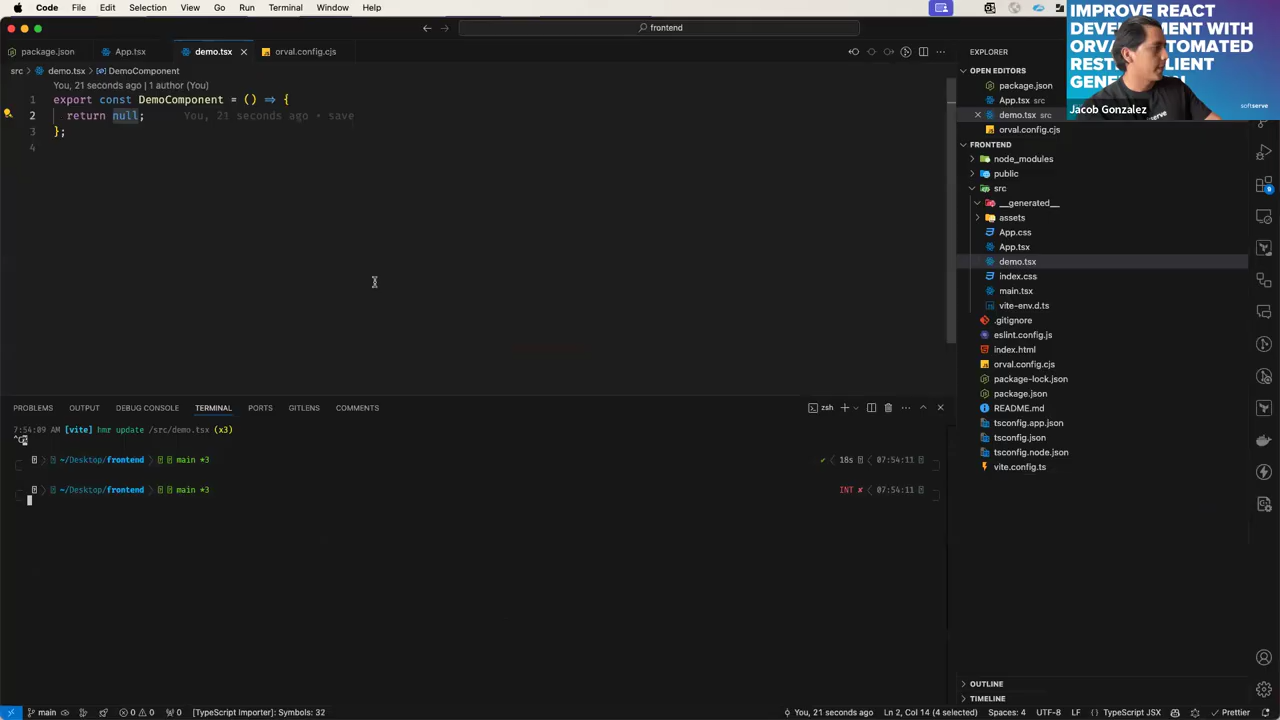 Code File Edit Selection View Go Run Terminal Window Help
frontend
package.json App.tsx demo.tsx orval.config.cjs
src > demo.tsx > DemoComponent
You, 21 seconds ago | 1 author (You)
1 export const DemoComponent = () => {
2 return null; You, 21 seconds ago • save
3 };
4
PROBLEMS OUTPUT DEBUG CONSOLE TERMINAL PORTS GITLENS COMMENTS
zsh
7:54:09 AM [vite] hmr update /src/demo.tsx (x3)
~/Desktop/frontend main *3 18s 07:54:11
~/Desktop/frontend main *3 INT ✘ 07:54:11
EXPLORER
OPEN EDITORS
package.json
App.tsx src
demo.tsx src
orval.config.cjs
FRONTEND
node_modules
public
src
__generated__
assets
App.css
App.tsx
demo.tsx
index.css
main.tsx
vite-env.d.ts
.gitignore
eslint.config.js
index.html
orval.config.cjs
package-lock.json
package.json
README.md
tsconfig.app.json
tsconfig.json
tsconfig.node.json
vite.config.ts
OUTLINE
TIMELINE
IMPROVE REACT
WITH
CLIENT
Jacob Gonzalez
softserve
main 0 0 0 [TypeScript Importer]: Symbols: 32 You, 21 seconds ago Ln 2, Col 14 (4 selected) Spaces: 4 UTF-8 LF {} TypeScript JSX Prettier